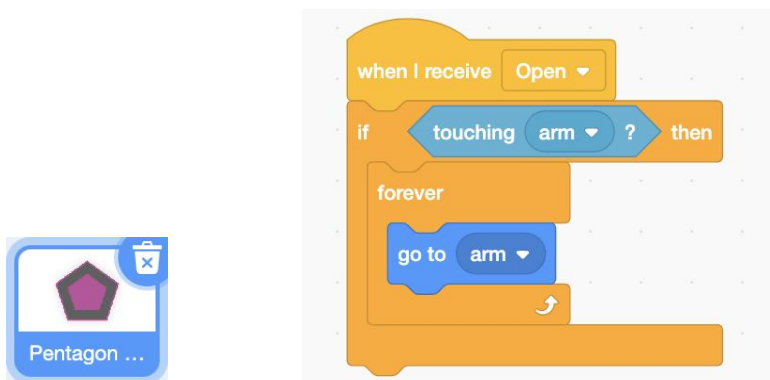 when I receive Open
if touching arm ? then
forever
go to arm
Pentagon ...